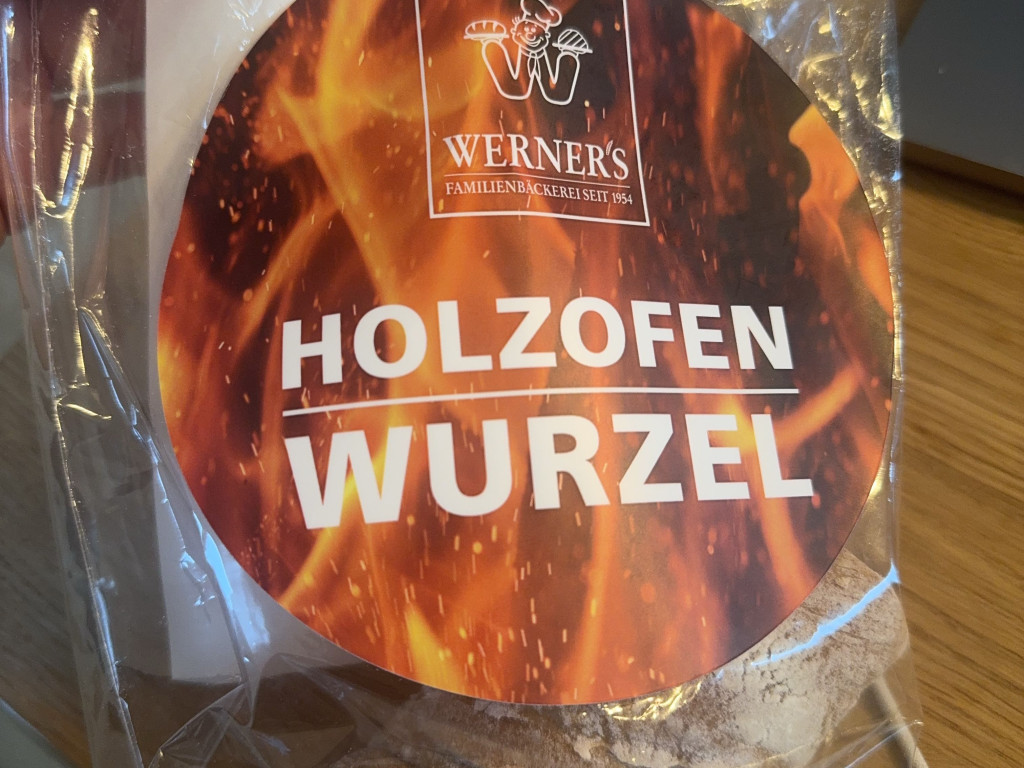 WERNER'S
FAMILIENBÄCKEREI SEIT 1954
HOLZOFEN
WURZEL